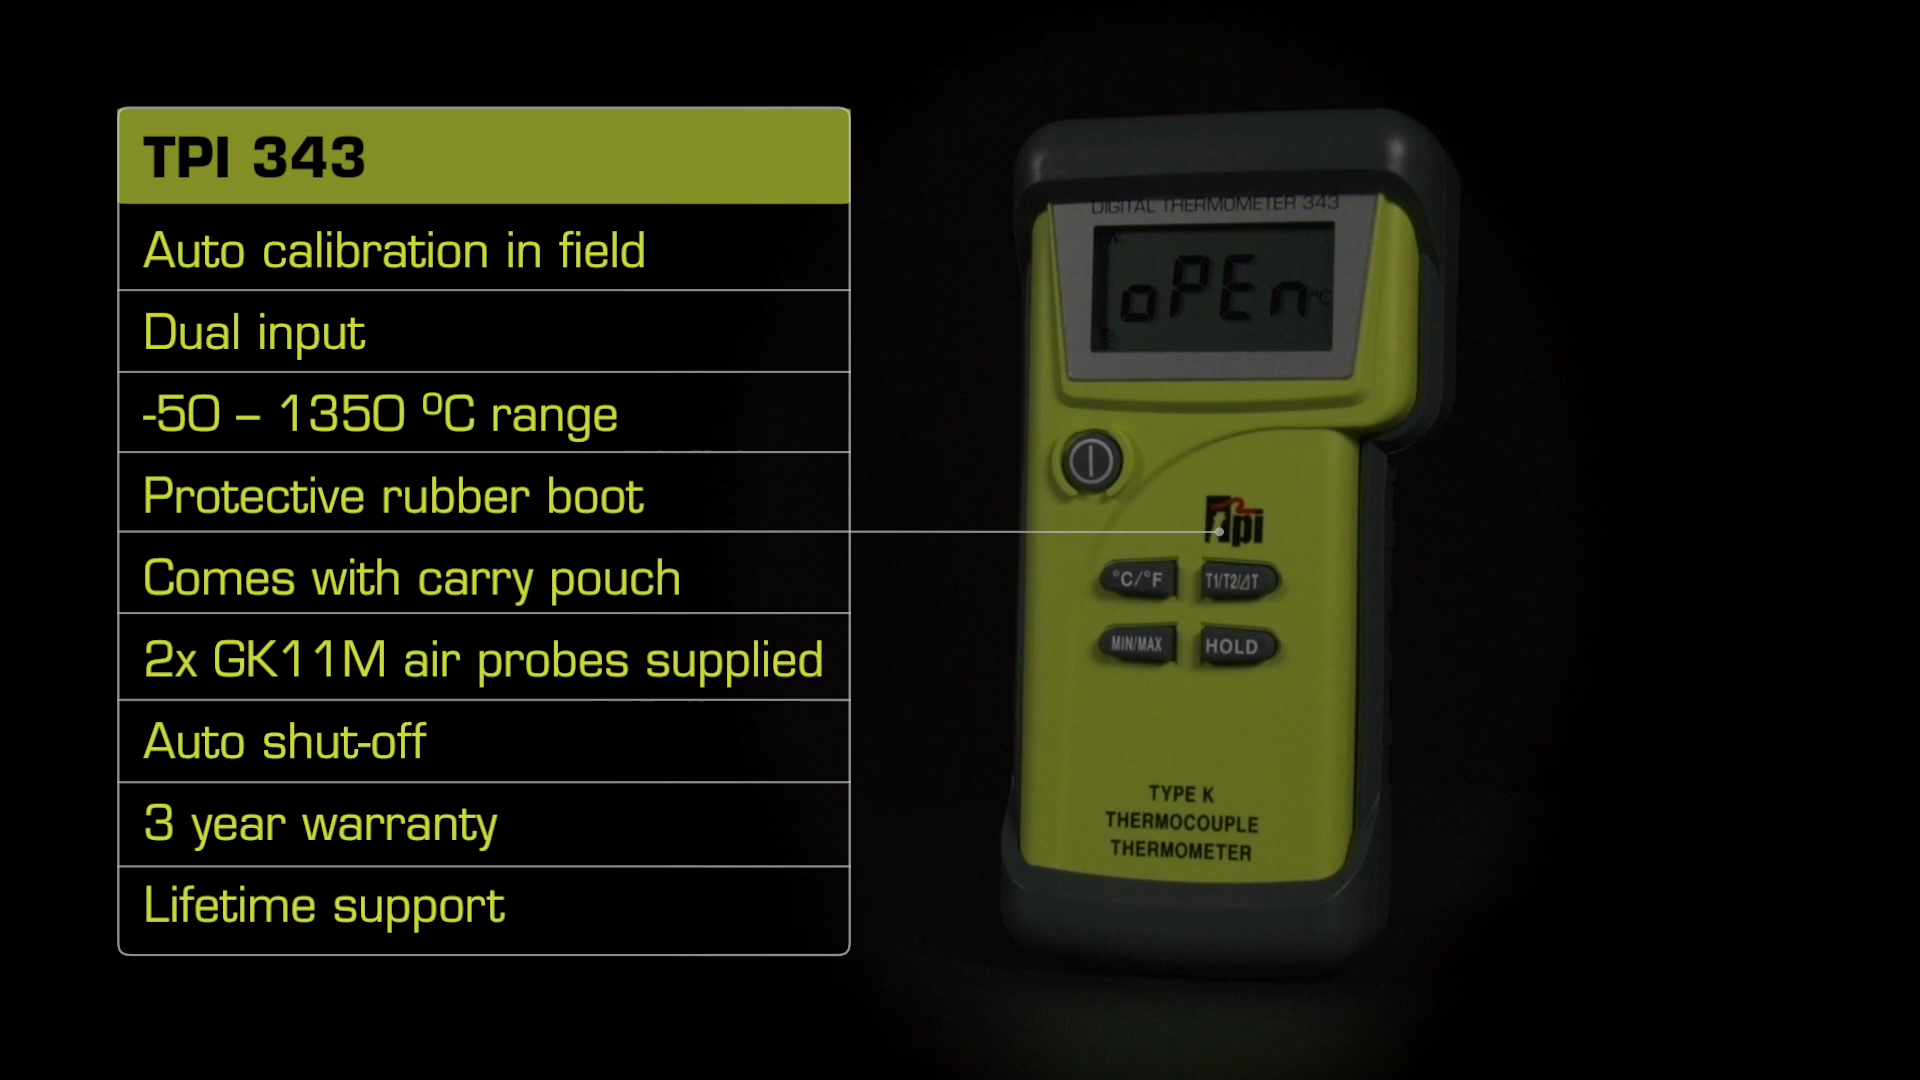 TPI 343
Auto calibration in field
Dual input
-50 – 1350 ºC range
Protective rubber boot
Comes with carry pouch
2x GK11M air probes supplied
Auto shut-off
3 year warranty
Lifetime support
DIGITAL THERMOMETER 343
oPEn °C
tpi
°C/°F
T1/T2/⊿T
MIN/MAX
HOLD
TYPE K
THERMOCOUPLE
THERMOMETER